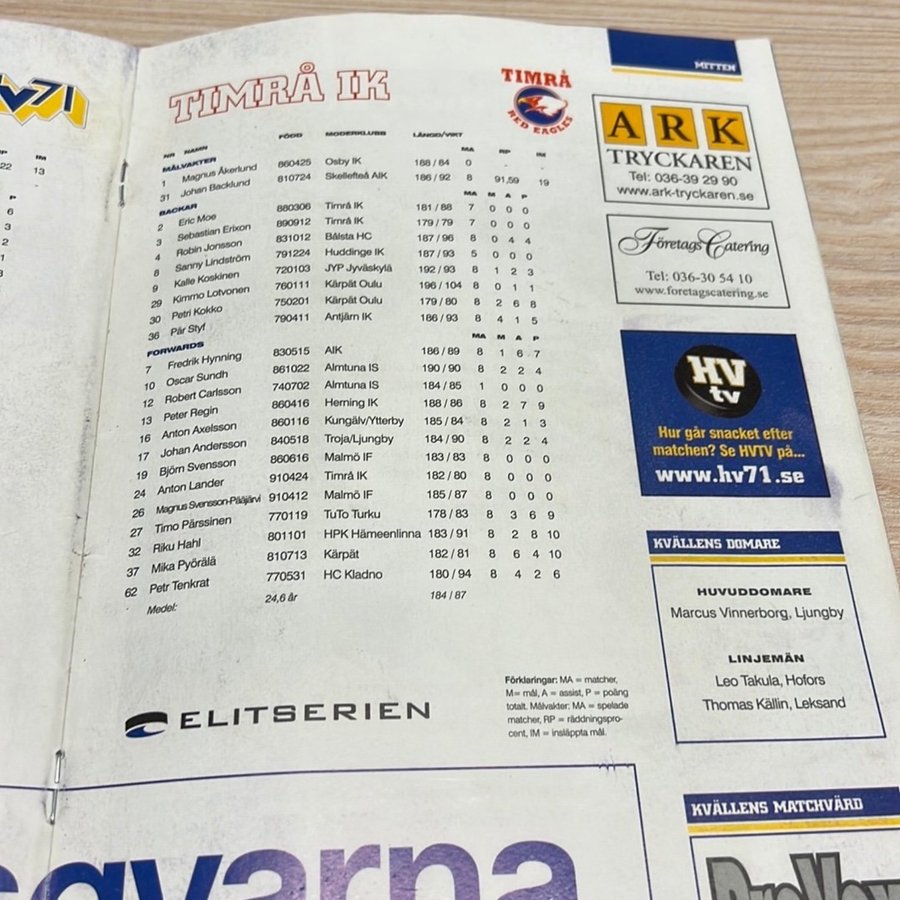 V71
22
IM
13
P
6
3
2
1
3
TIMRÅ IK
TIMRÅ
RED EAGLES
NR NAMN FÖDD MODERKLUBB LÄNGD/VIKT
MÅLVAKTER MA RP IM
1 Magnus Åkerlund 860425 Osby IK 188 / 84 0 -
31 Johan Backlund 810724 Skellefteå AIK 186 / 92 8 91,59 19
BACKAR MA M A P
2 Eric Moe 880306 Timrå IK 181 / 88 7 0 0 0
3 Sebastian Erixon 890912 Timrå IK 179 / 79 7 0 0 0
4 Robin Jonsson 831012 Bålsta HC 187 / 96 8 0 4 4
8 Sanny Lindström 791224 Huddinge IK 187 / 93 5 0 0 0
9 Kalle Koskinen 720103 JYP Jyväskylä 192 / 93 8 1 2 3
29 Kimmo Lotvonen 760111 Kärpät Oulu 196 / 104 8 0 1 1
30 Petri Kokko 750201 Kärpät Oulu 179 / 80 8 2 6 8
36 Pär Styf 790411 Antjärn IK 186 / 93 8 4 1 5
FORWARDS MA M A P
7 Fredrik Hynning 830515 AIK 186 / 89 8 1 6 7
10 Oscar Sundh 861022 Almtuna IS 190 / 90 8 2 2 4
12 Robert Carlsson 740702 Almtuna IS 184 / 85 1 0 0 0
13 Peter Regin 860416 Herning IK 188 / 86 8 2 7 9
16 Anton Axelsson 860116 Kungälv/Ytterby 185 / 84 8 2 1 3
17 Johan Andersson 840518 Troja/Ljungby 184 / 90 8 2 2 4
19 Björn Svensson 860616 Malmö IF 183 / 83 8 0 0 0
24 Anton Lander 910424 Timrå IK 182 / 80 8 0 0 0
26 Magnus Svensson-Pääjärvi 910412 Malmö IF 185 / 87 8 0 0 0
27 Timo Pärssinen 770119 TuTo Turku 178 / 83 8 3 6 9
32 Riku Hahl 801101 HPK Hämeenlinna 183 / 91 8 2 8 10
37 Mika Pyörälä 810713 Kärpät 182 / 81 8 6 4 10
62 Petr Tenkrat 770531 HC Kladno 180 / 94 8 4 2 6
Medel: 24,6 år 184 / 87
ELITSERIEN
Förklaringar: MA = matcher,
M= mål, A = assist, P = poäng
totalt. Målvakter: MA = spelade
matcher, RP = räddningspro-
cent, IM = insläppta mål.
MITTEN
ARK
TRYCKAREN
Tel: 036-39 29 90
www.ark-tryckaren.se
FöretagsCatering
Tel: 036-30 54 10
www.foretagscatering.se
HV
tv
Hur går snacket efter
matchen? Se HVTV på...
www.hv71.se
KVÄLLENS DOMARE
HUVUDDOMARE
Marcus Vinnerborg, Ljungby
LINJEMÄN
Leo Takula, Hofors
Thomas Källin, Leksand
KVÄLLENS MATCHVÄRD